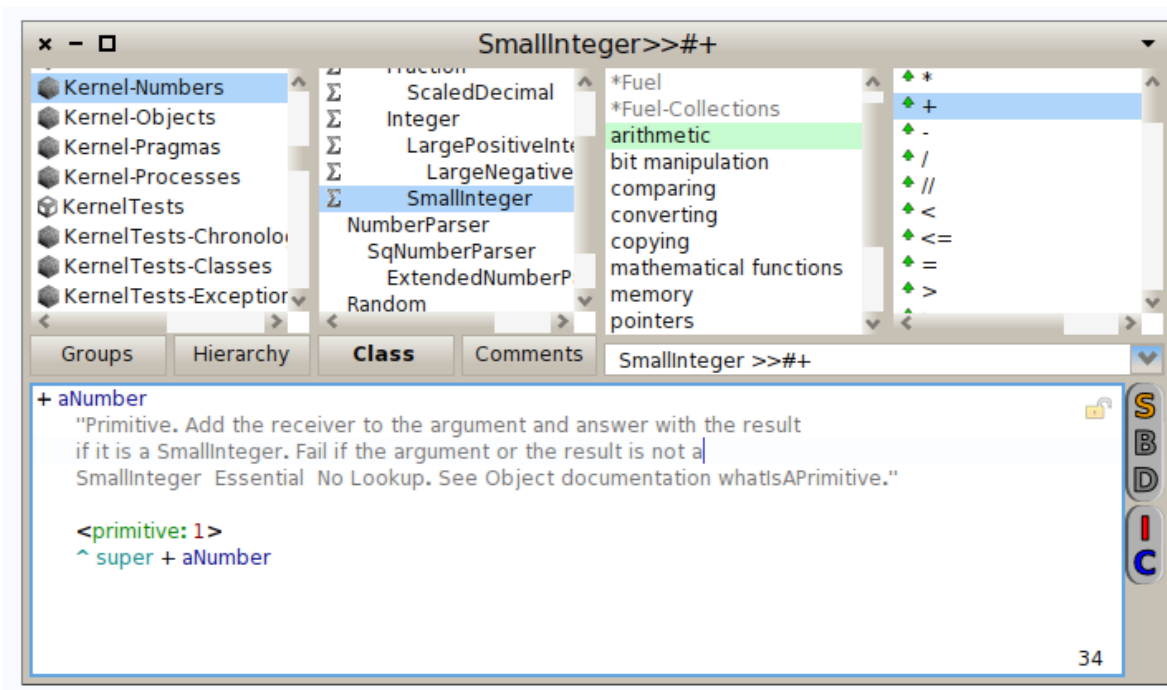 SmallInteger>>#+
Kernel-Numbers
Kernel-Objects
Kernel-Pragmas
Kernel-Processes
KernelTests
KernelTests-Chronolo
KernelTests-Classes
KernelTests-Exception
Fraction
Σ ScaledDecimal
Σ Integer
Σ LargePositiveInte
Σ LargeNegative
Σ SmallInteger
NumberParser
SqNumberParser
ExtendedNumberP
Random
*Fuel
*Fuel-Collections
arithmetic
bit manipulation
comparing
converting
copying
mathematical functions
memory
pointers
*
+
-
/
//
<
<=
=
>
Groups Hierarchy Class Comments SmallInteger >>#+
+ aNumber
"Primitive. Add the receiver to the argument and answer with the result
if it is a SmallInteger. Fail if the argument or the result is not a
SmallInteger Essential No Lookup. See Object documentation whatIsAPrimitive."
<primitive: 1>
^ super + aNumber
34
S
B
D
I
C